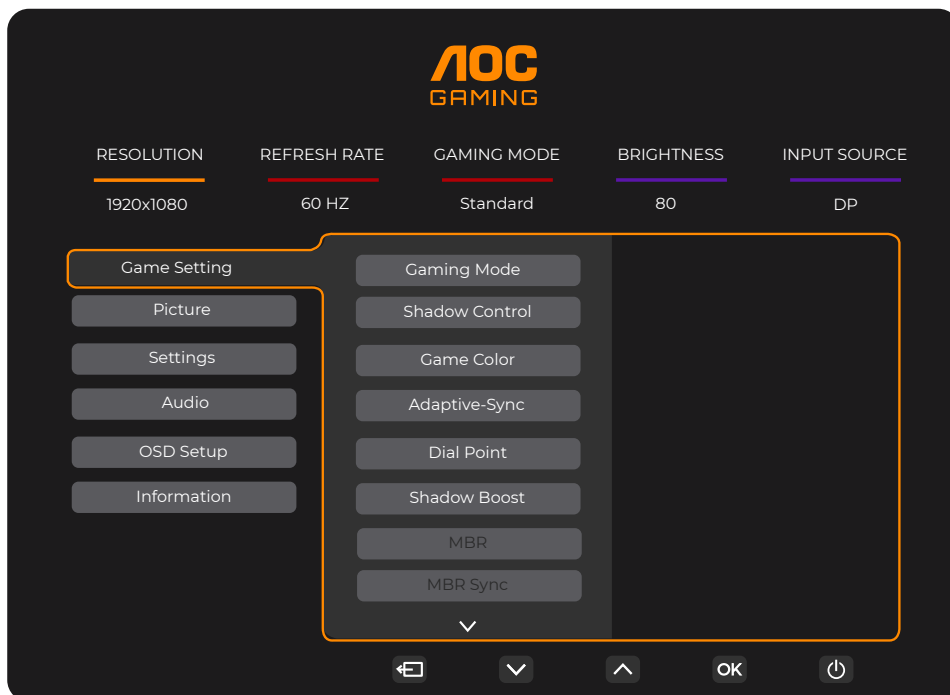 AOC
GAMING
RESOLUTION REFRESH RATE GAMING MODE BRIGHTNESS INPUT SOURCE
1920x1080 60 HZ Standard 80 DP
Game Setting
Picture
Settings
Audio
OSD Setup
Information
Gaming Mode
Shadow Control
Game Color
Adaptive-Sync
Dial Point
Shadow Boost
MBR
MBR Sync
OK